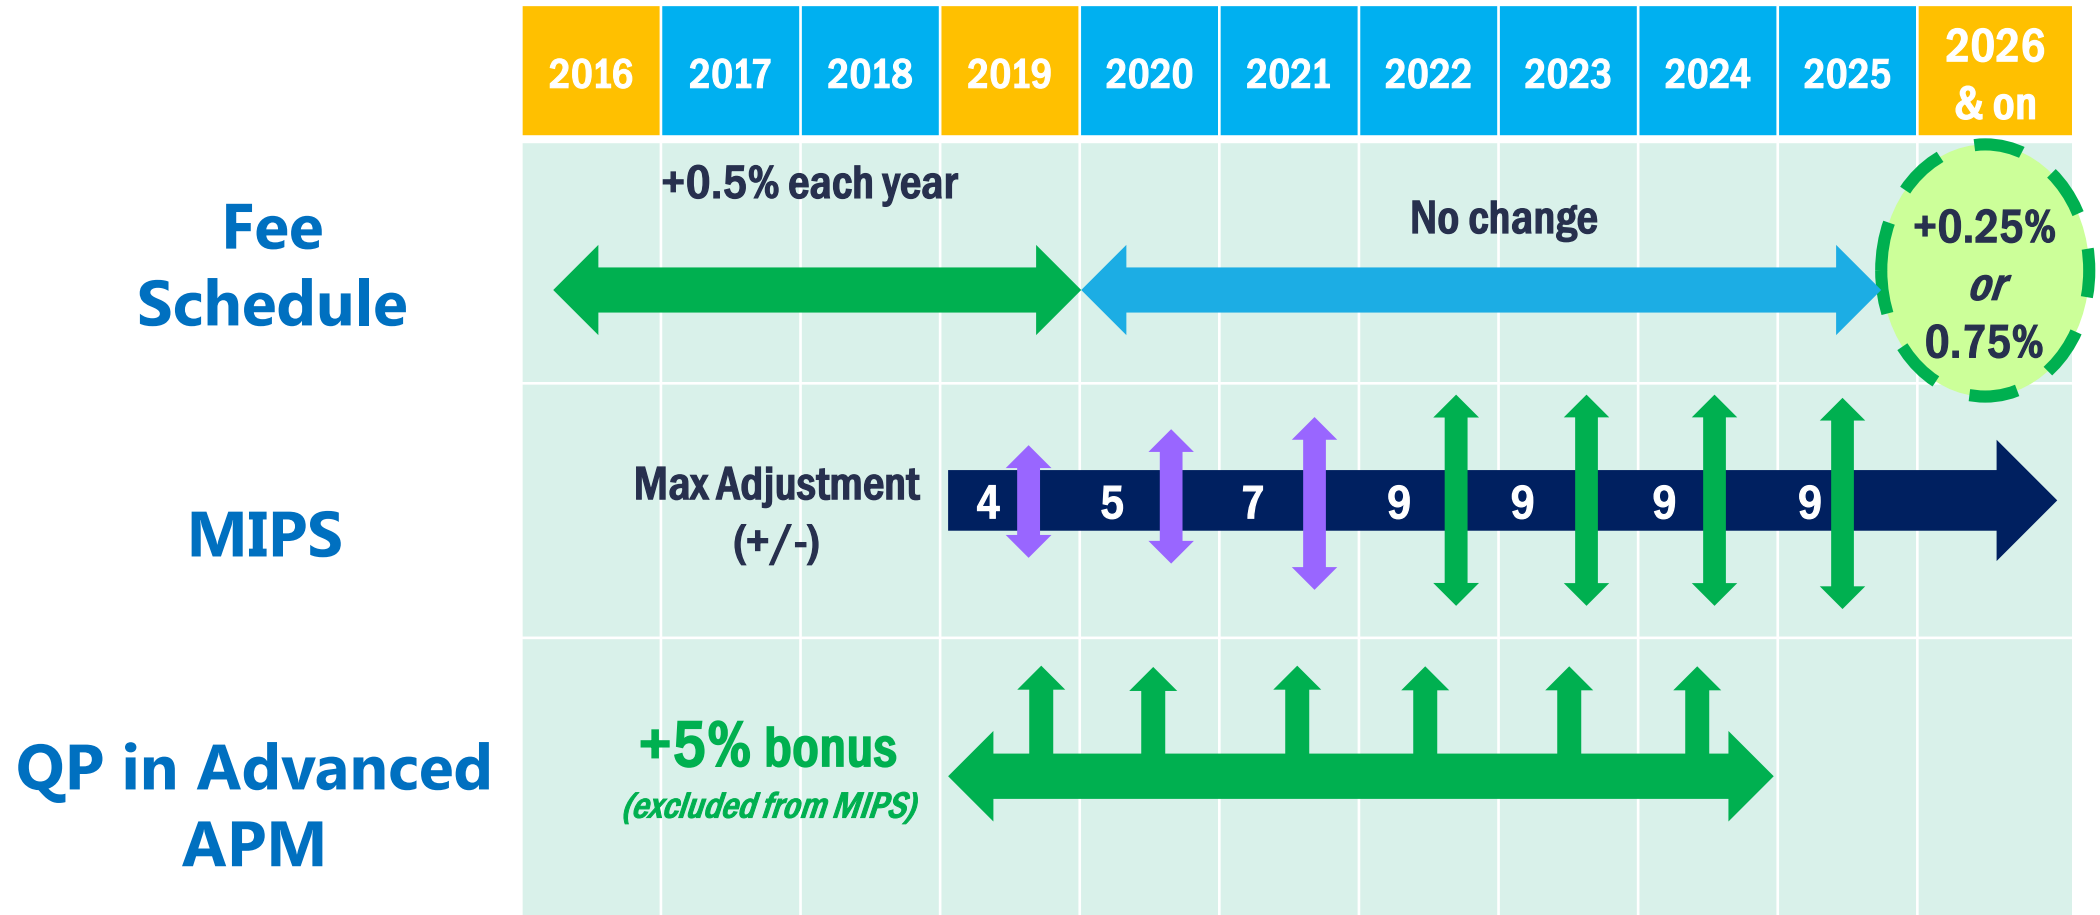 2016 2017 2018 2019 2020 2021 2022 2023 2024 2025 2026
& on
Fee
Schedule
+0.5% each year
No change
+0.25%
or
0.75%
MIPS
Max Adjustment
(+/-)
4 5 7 9 9 9 9
QP in Advanced
APM
+5% bonus
(excluded from MIPS)